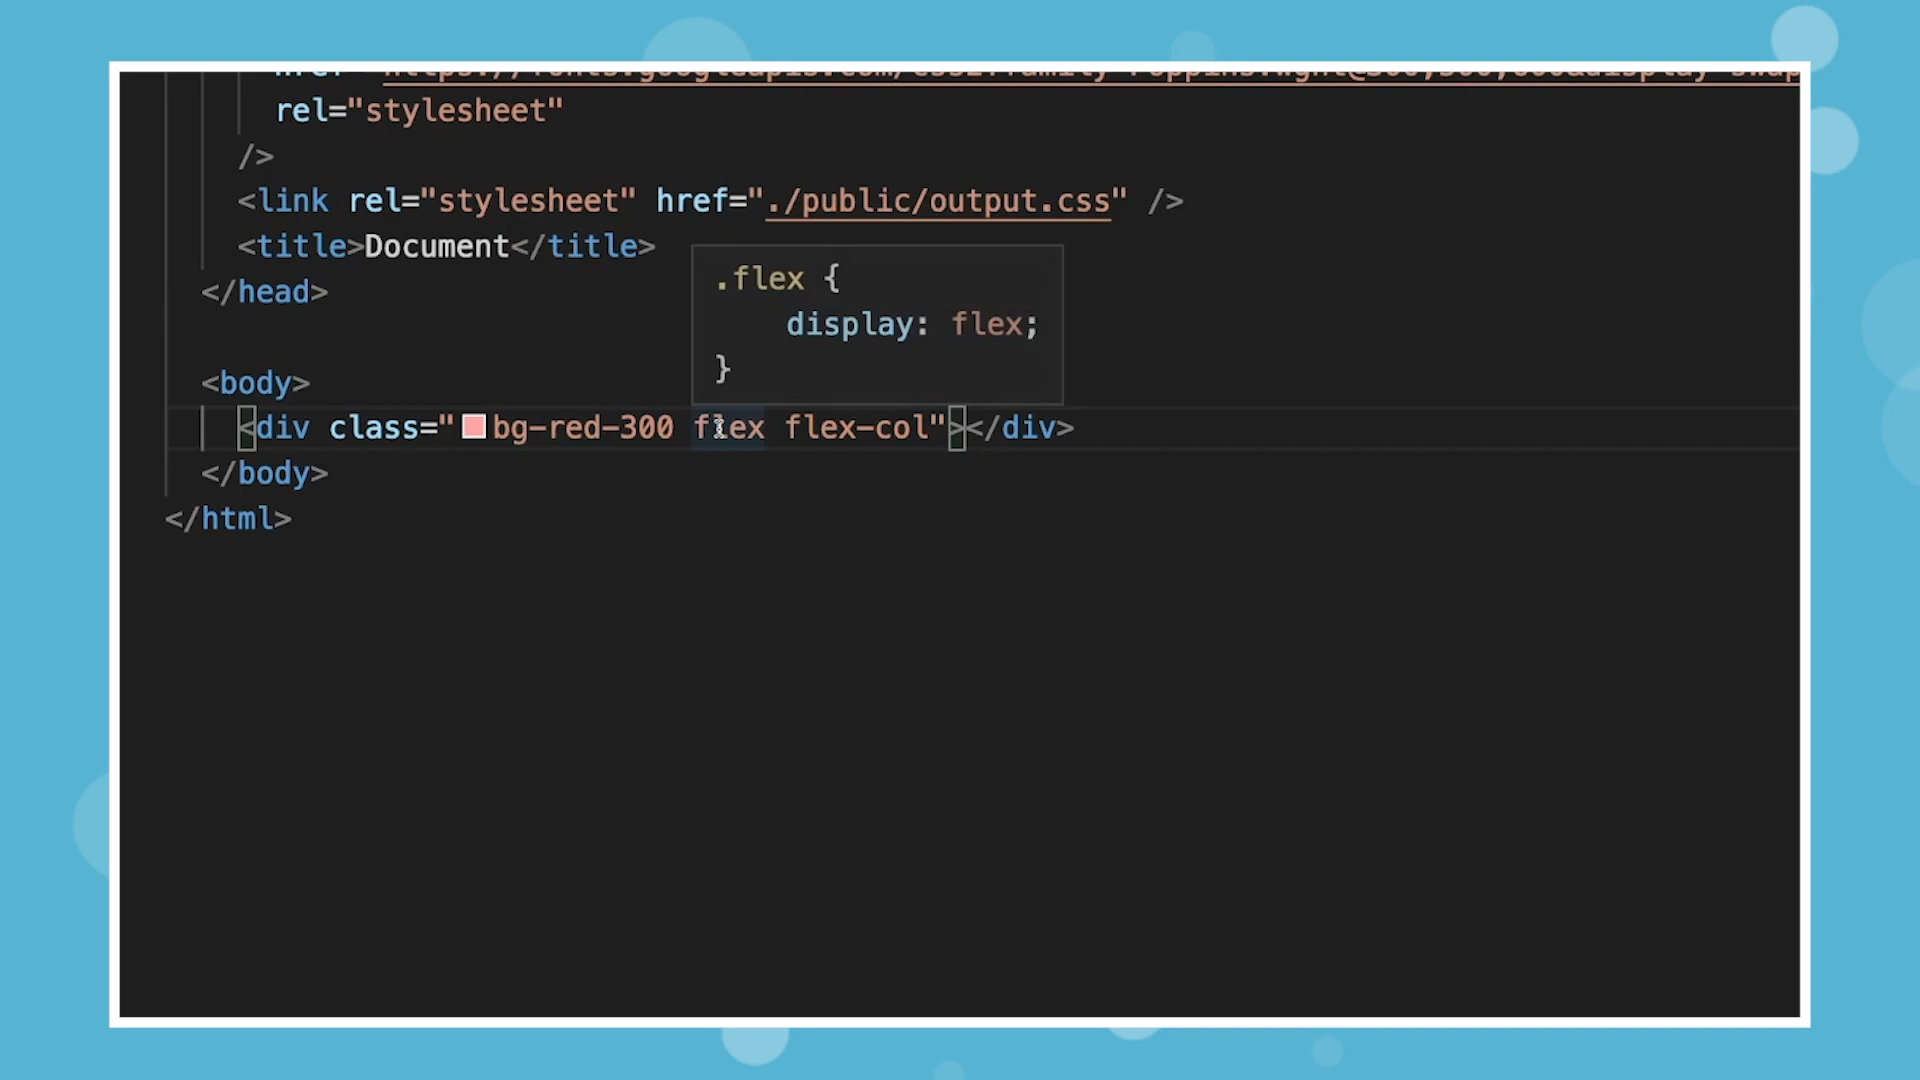 rel="stylesheet"
/>
<link rel="stylesheet" href="./public/output.css" />
<title>Document</title>
</head>
.flex {
display: flex;
}
<body>
<div class="bg-red-300 flex flex-col"></div>
</body>
</html>